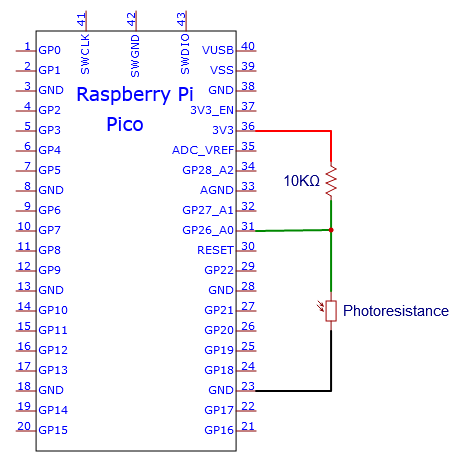 41 42 43
SWCLK SWGND SWDIO
1 GP0 VUSB 40
2 GP1 VSS 39
3 GND GND 38
Raspberry Pi
4 GP2 3V3_EN 37
Pico
5 GP3 3V3 36
6 GP4 ADC_VREF 35
7 GP5 GP28_A2 34
10KΩ
8 GND AGND 33
9 GP6 GP27_A1 32
10 GP7 GP26_A0 31
11 GP8 RESET 30
12 GP9 GP22 29
13 GND GND 28
14 GP10 GP21 27
Photoresistance
15 GP11 GP20 26
16 GP12 GP19 25
17 GP13 GP18 24
18 GND GND 23
19 GP14 GP17 22
20 GP15 GP16 21